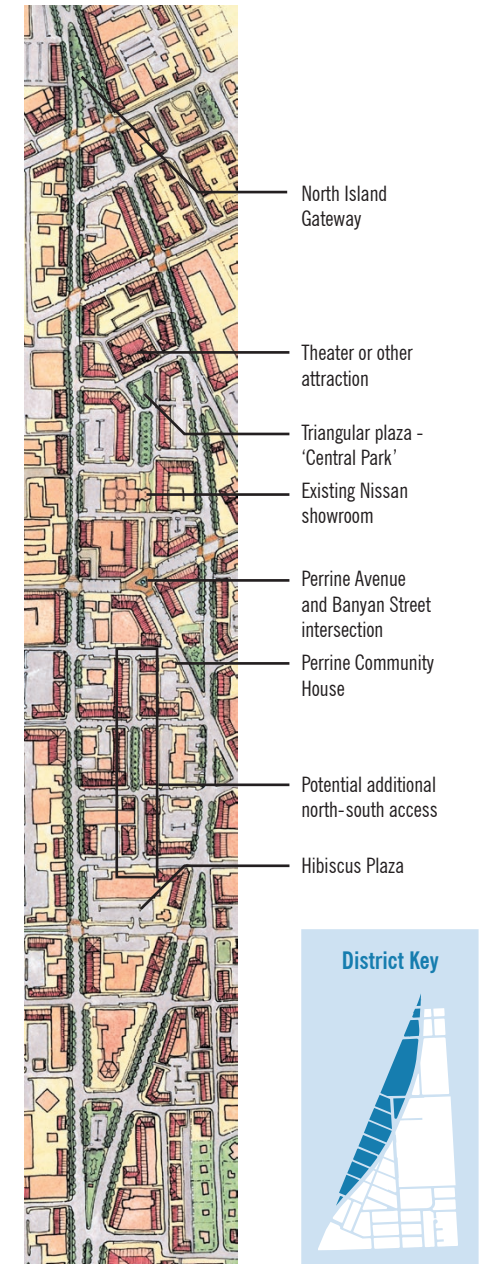 North Island
Gateway
Theater or other
attraction
Triangular plaza -
‘Central Park’
Existing Nissan
showroom
Perrine Avenue
and Banyan Street
intersection
Perrine Community
House
Potential additional
north-south access
Hibiscus Plaza
District Key